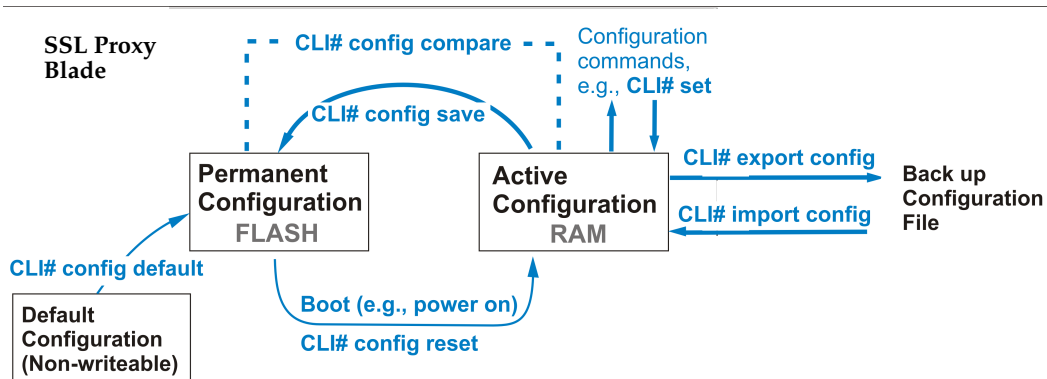 SSL Proxy
Blade
CLI# config compare
Configuration
commands,
e.g., CLI# set
CLI# config save
Permanent
Configuration
FLASH
Active
Configuration
RAM
CLI# export config
CLI# import config
Back up
Configuration
File
CLI# config default
Default
Configuration
(Non-writeable)
Boot (e.g., power on)
CLI# config reset